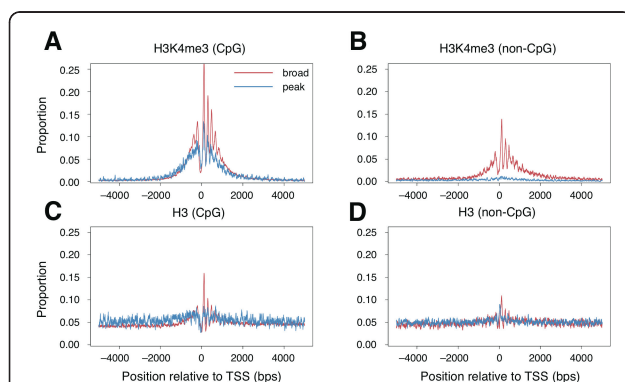 A
B
H3K4me3 (CpG)
H3K4me3 (non-CpG)
0.25
0.20
0.15
0.10
0.05
0.00
Proportion
broad
peak
−4000 −2000 0 2000 4000
0.25
0.20
0.15
0.10
0.05
0.00
−4000 −2000 0 2000 4000
C
D
H3 (CpG)
H3 (non-CpG)
0.25
0.20
0.15
0.10
0.05
0.00
Proportion
−4000 −2000 0 2000 4000
Position relative to TSS (bps)
0.25
0.20
0.15
0.10
0.05
0.00
−4000 −2000 0 2000 4000
Position relative to TSS (bps)